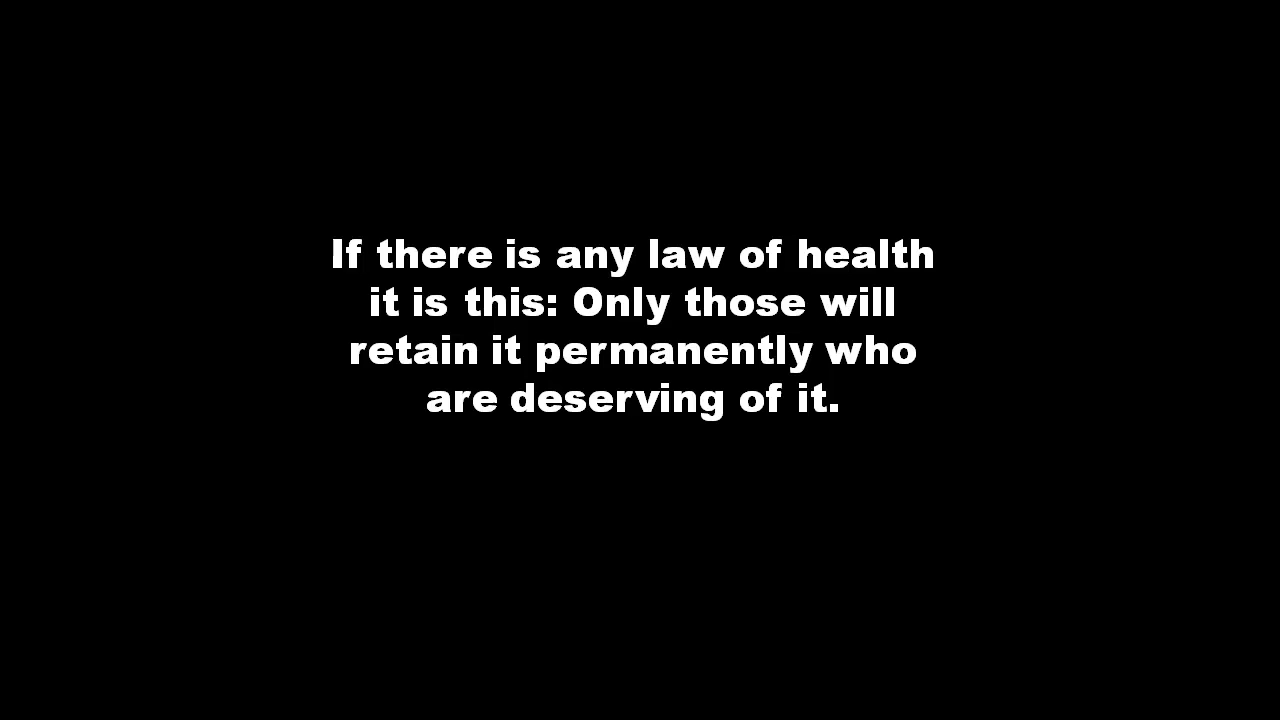 If there is any law of health
it is this: Only those will
retain it permanently who
are deserving of it.